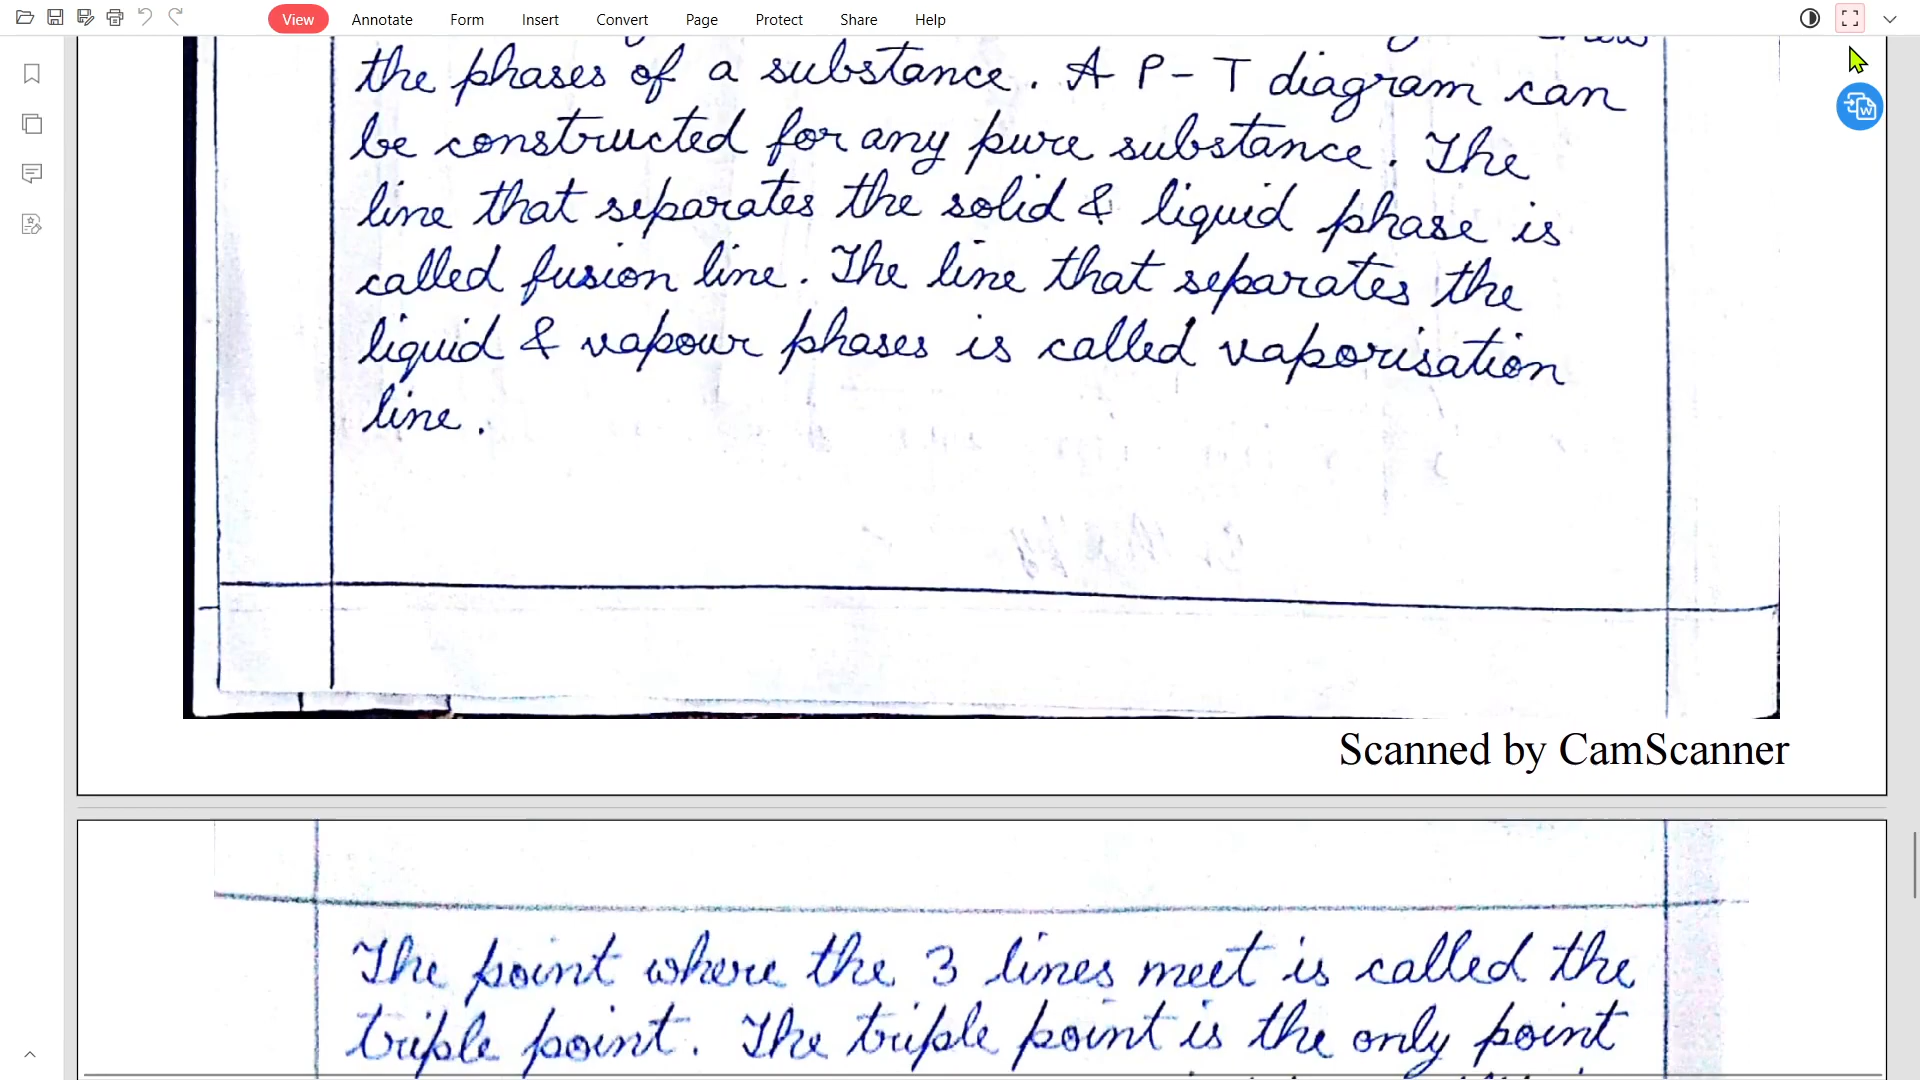 View Annotate Form Insert Convert Page Protect Share Help
the phases of a substance. A P-T diagram can
be constructed for any pure substance. The
line that separates the solid & liquid phase is
called fusion line. The line that separates the
liquid & vapour phases is called vaporisation
line.
Scanned by CamScanner
The point where the 3 lines meet is called the
triple point. The triple point is the only point